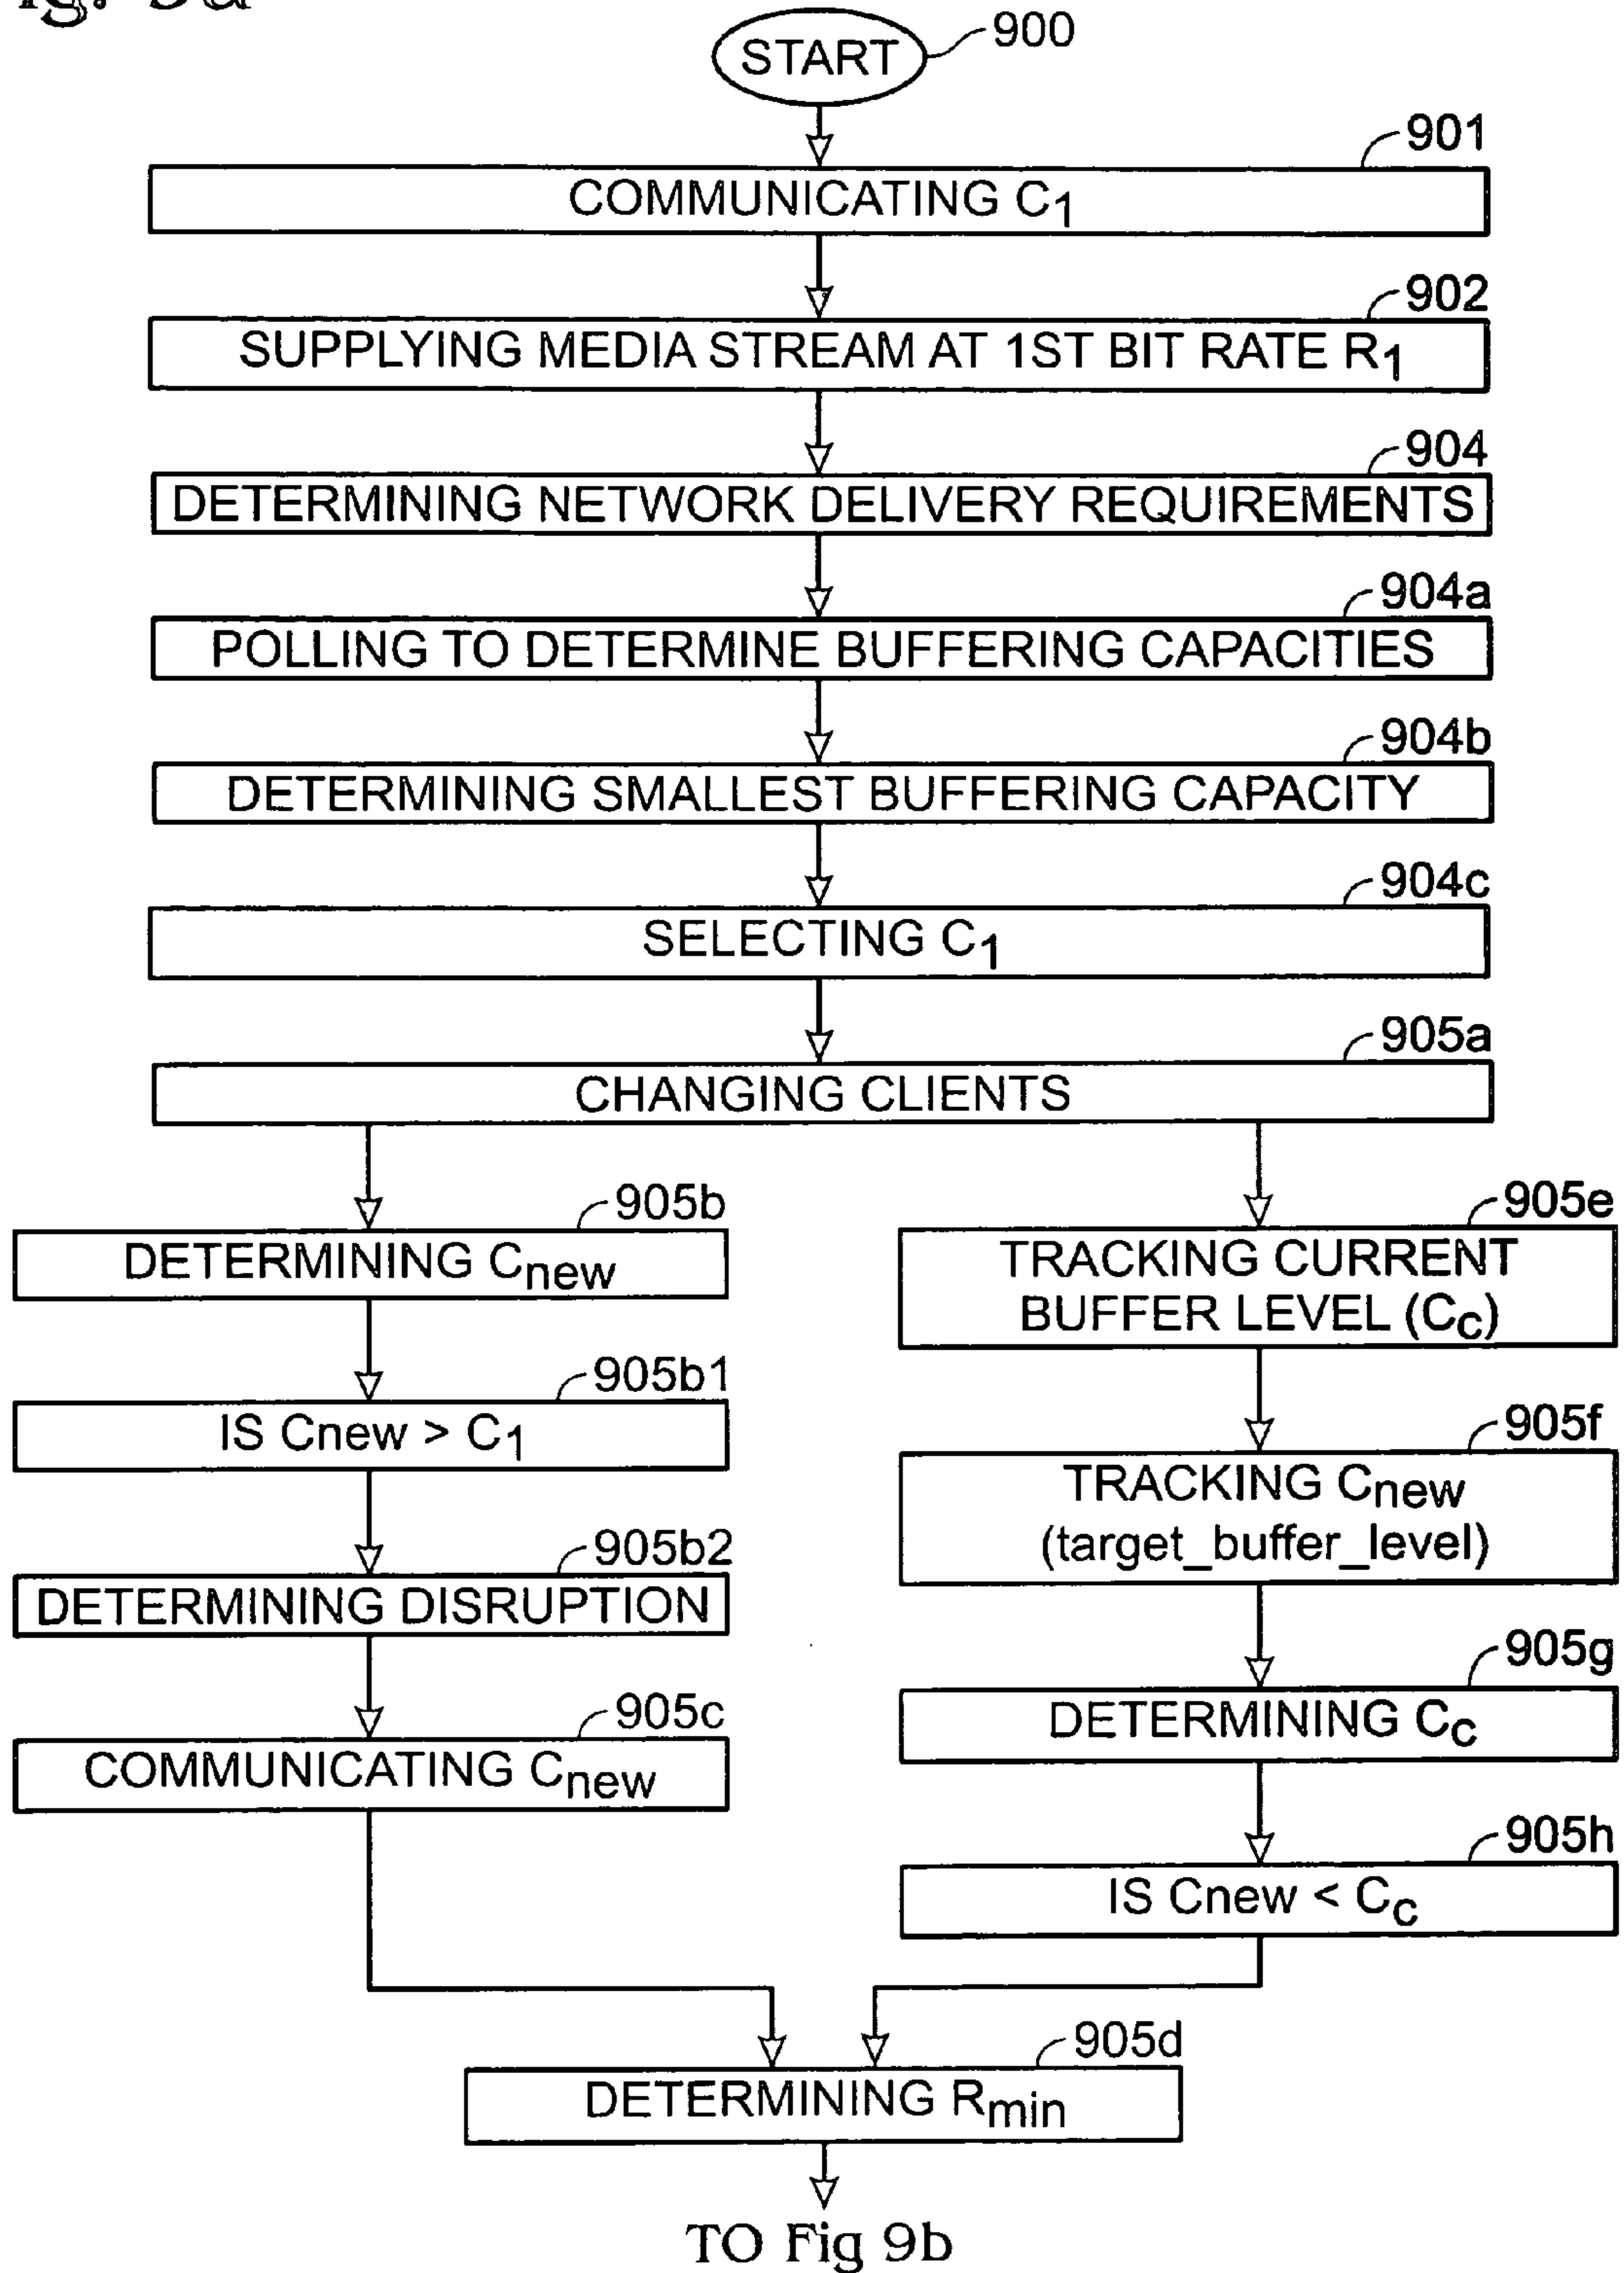 Fig. 9a
START
900
901
COMMUNICATING C1
902
SUPPLYING MEDIA STREAM AT 1ST BIT RATE R1
904
DETERMINING NETWORK DELIVERY REQUIREMENTS
904a
POLLING TO DETERMINE BUFFERING CAPACITIES
904b
DETERMINING SMALLEST BUFFERING CAPACITY
904c
SELECTING C1
905a
CHANGING CLIENTS
905b
DETERMINING Cnew
905b1
IS Cnew > C1
905b2
DETERMINING DISRUPTION
905c
COMMUNICATING Cnew
905e
TRACKING CURRENT
BUFFER LEVEL (Cc)
905f
TRACKING Cnew
(target_buffer_level)
905g
DETERMINING Cc
905h
IS Cnew < Cc
905d
DETERMINING Rmin
TO Fig 9b